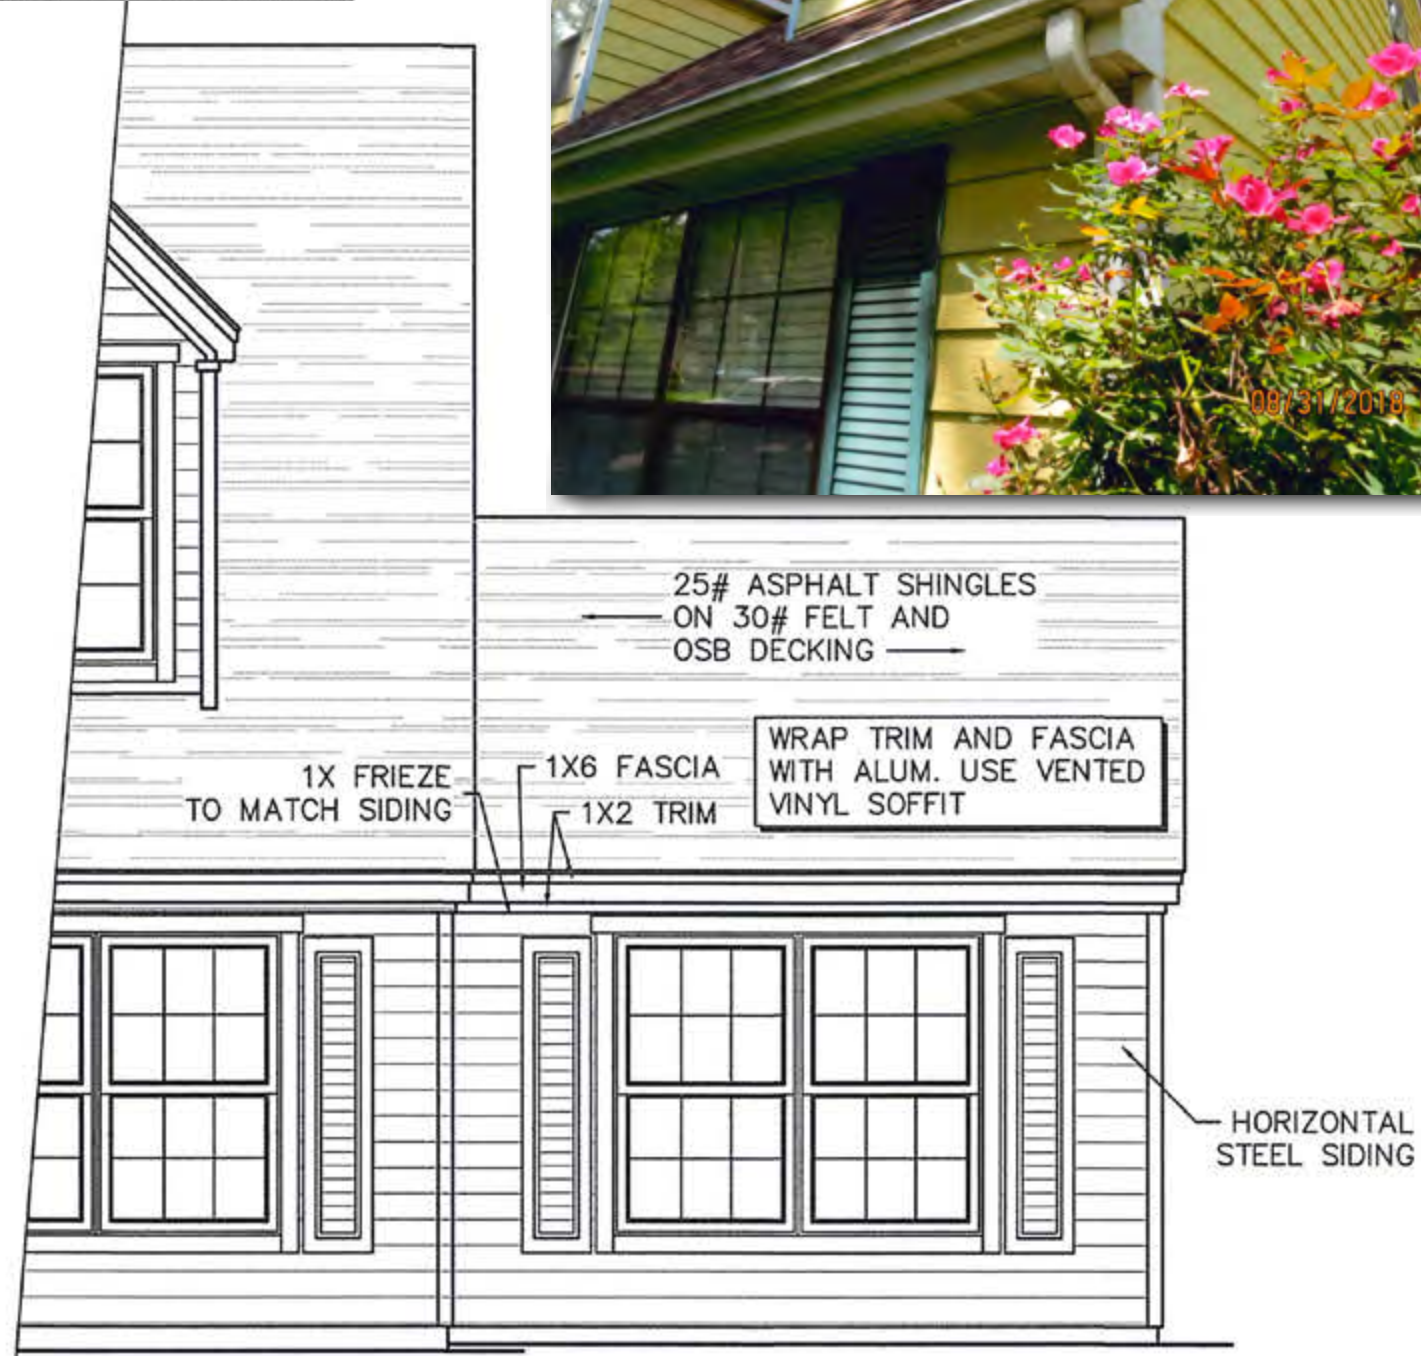 08/31/2018
25# ASPHALT SHINGLES
ON 30# FELT AND
OSB DECKING
WRAP TRIM AND FASCIA
WITH ALUM. USE VENTED
VINYL SOFFIT
1X FRIEZE
TO MATCH SIDING
1X6 FASCIA
1X2 TRIM
HORIZONTAL
STEEL SIDING